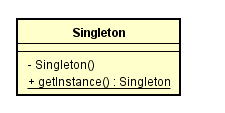 Singleton
- Singleton()
+ getInstance() : Singleton